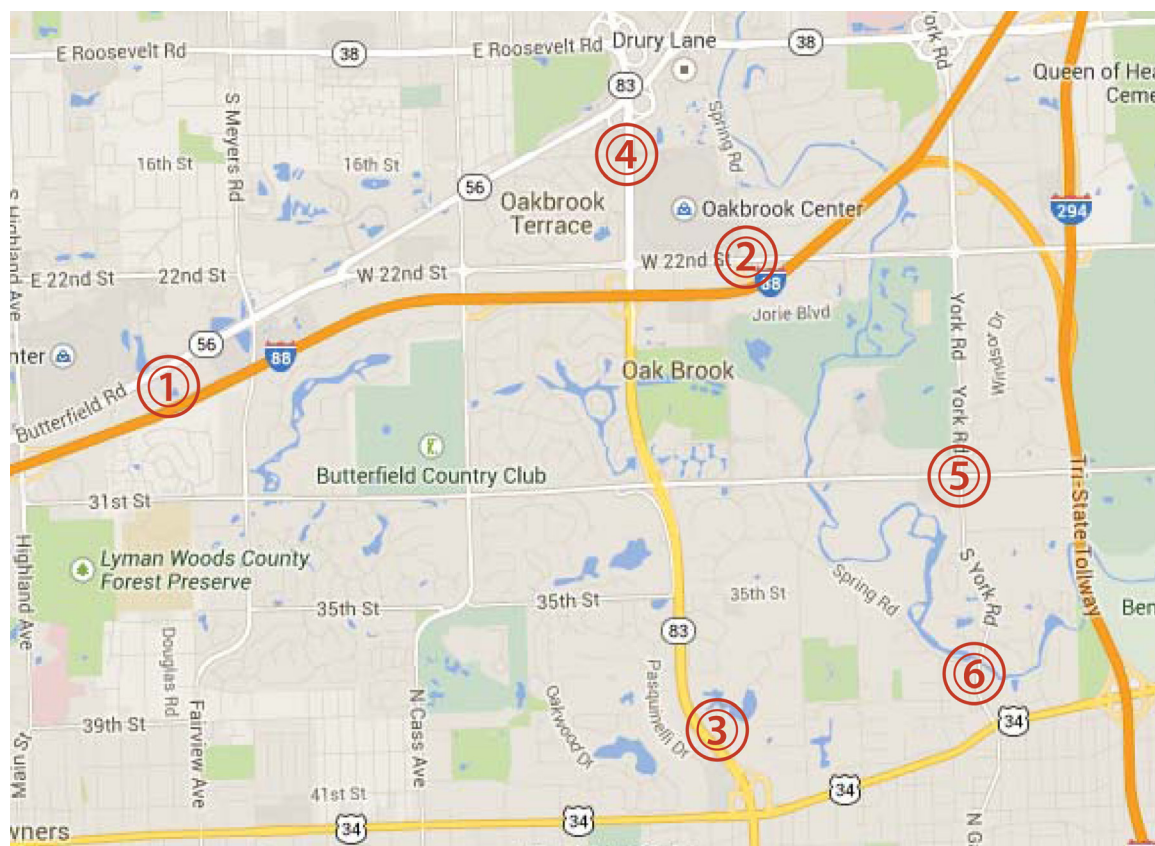 E Roosevelt Rd
38
E Roosevelt Rd
Drury Lane
38
York Rd
83
Queen of Hea
Ceme
S Meyers Rd
Spring Rd
16th St
16th St
④
56
Oakbrook
Terrace
Oakbrook Center
294
S Highland Ave
E 22nd St
22nd St
W 22nd St
W 22nd St
②
88
Jorie Blvd
York Rd
Windsor Dr
56
88
nter
①
Butterfield Rd
Oak Brook
York Rd
Butterfield Country Club
⑤
Tri-State Tollway
31st St
Highland Ave
Lyman Woods County
Forest Preserve
35th St
35th St
35th St
Spring Rd
S York Rd
Ben
83
Douglas Rd
Pasquinelli Dr
⑥
Fairview Ave
N Cass Ave
Oakwood Dr
③
39th St
34
Main St
41st St
34
34
34
wners
N G